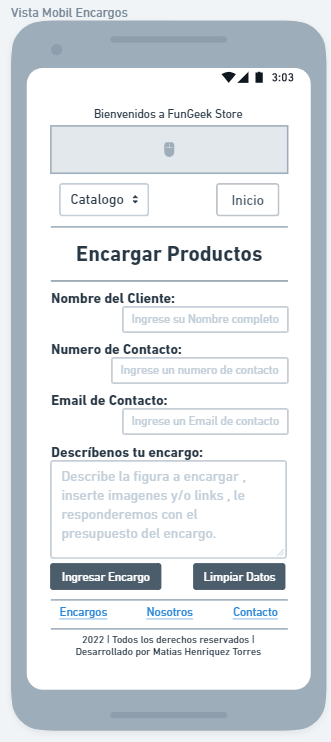 Vista Mobil Encargos
3:03
Bienvenidos a FunGeek Store
Catalogo
Inicio
Encargar Productos
Nombre del Cliente:
Ingrese su Nombre completo
Numero de Contacto:
Ingrese un numero de contacto
Email de Contacto:
Ingrese un Email de contacto
Descríbenos tu encargo:
Describe la figura a encargar ,
inserte imagenes y/o links , le
responderemos con el
presupuesto del encargo.
Ingresar Encargo
Limpiar Datos
Encargos
Nosotros
Contacto
2022 | Todos los derechos reservados |
Desarrollado por Matias Henriquez Torres